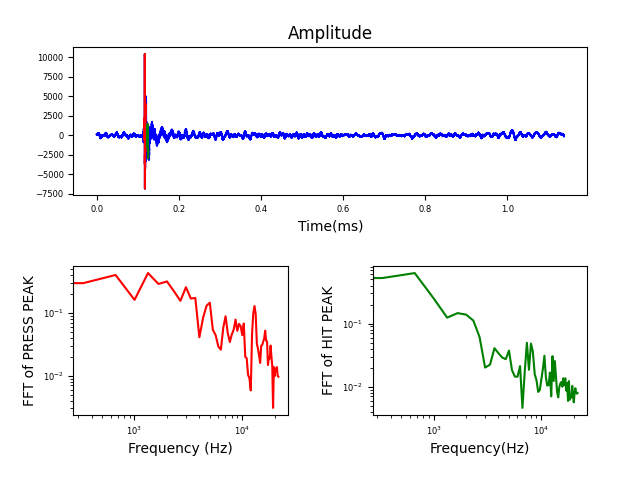 Amplitude
10000
7500
5000
2500
0
−2500
−5000
−7500
0.0 0.2 0.4 0.6 0.8 1.0
Time(ms)
FFT of PRESS PEAK
10⁻¹
10⁻²
10³ 10⁴
Frequency (Hz)
FFT of HIT PEAK
10⁻¹
10⁻²
10³ 10⁴
Frequency(Hz)